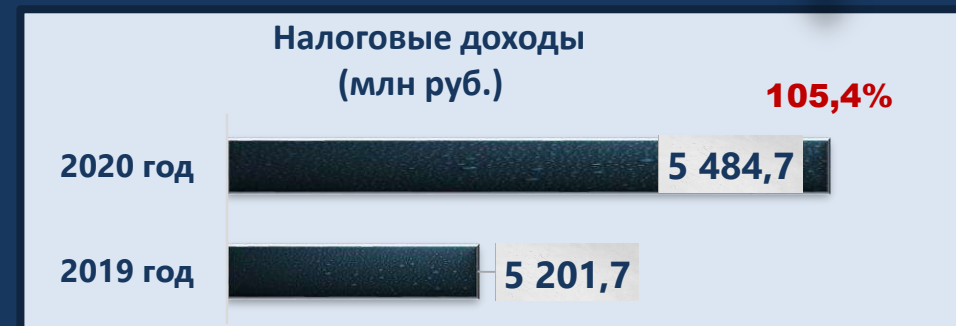 Налоговые доходы
(млн руб.)
105,4%
2020 год 5 484,7
2019 год 5 201,7